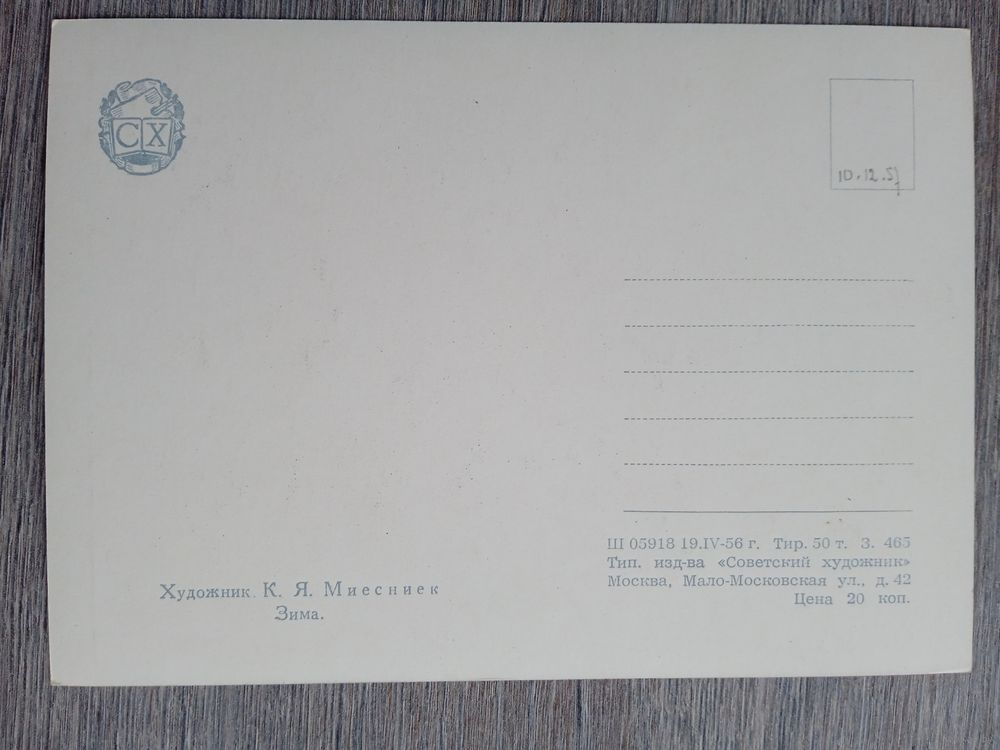 СХ
10.12.57
Ш 05918 19.IV-56 г. Тир. 50 т. З. 465
Тип. изд-ва «Советский художник»
Москва, Мало-Московская ул., д. 42
Цена 20 коп.
Художник К. Я. Миесниек
Зима.